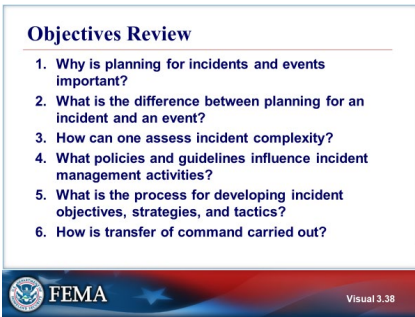 Objectives Review
1. Why is planning for incidents and events
important?
2. What is the difference between planning for an
incident and an event?
3. How can one assess incident complexity?
4. What policies and guidelines influence incident
management activities?
5. What is the process for developing incident
objectives, strategies, and tactics?
6. How is transfer of command carried out?
FEMA
Visual 3.38